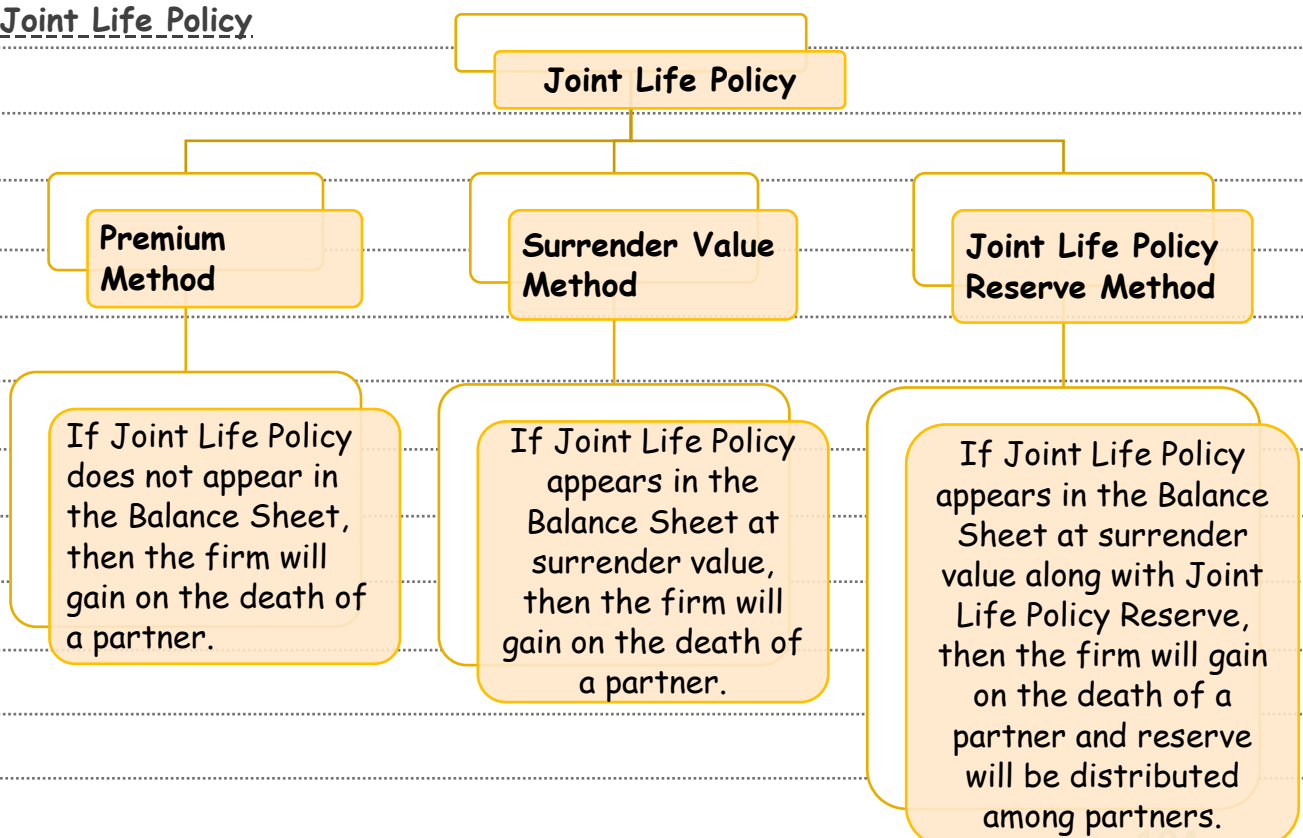 Joint Life Policy
Joint Life Policy
Premium
Method
Surrender Value
Method
Joint Life Policy
Reserve Method
If Joint Life Policy
does not appear in
the Balance Sheet,
then the firm will
gain on the death of
a partner.
If Joint Life Policy
appears in the
Balance Sheet at
surrender value,
then the firm will
gain on the death of
a partner.
If Joint Life Policy
appears in the Balance
Sheet at surrender
value along with Joint
Life Policy Reserve,
then the firm will gain
on the death of a
partner and reserve
will be distributed
among partners.